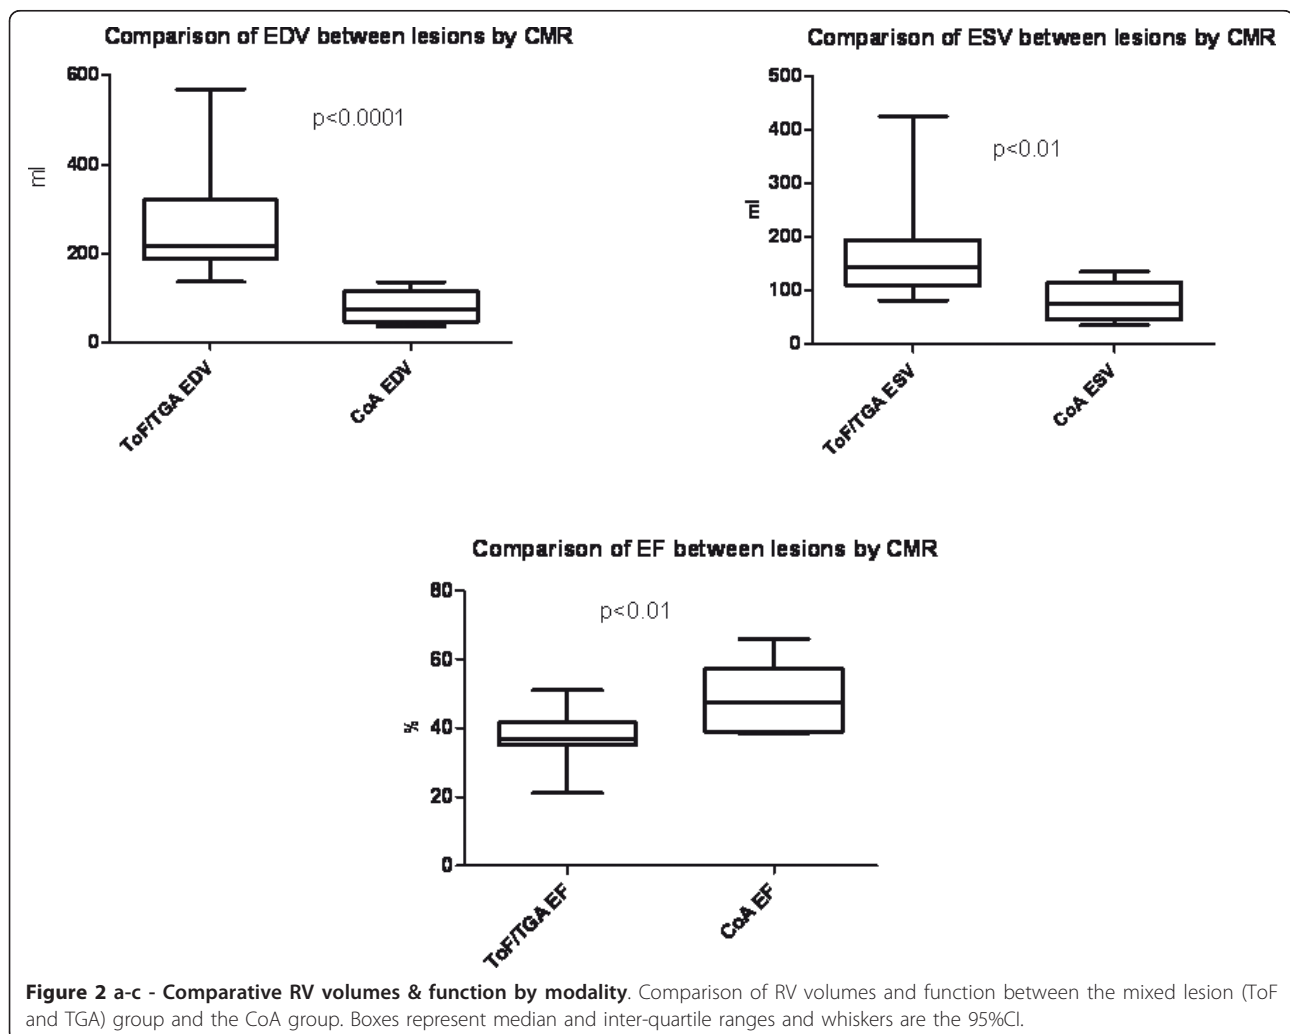 Comparison of EDV between lesions by CMR
600
400
200
0
ml
p<0.0001
ToF/TGA EDV
CoA EDV
Comparison of ESV between lesions by CMR
500
400
300
200
100
0
ml
p<0.01
ToF/TGA ESV
CoA ESV
Comparison of EF between lesions by CMR
80
60
40
20
0
%
p<0.01
ToF/TGA EF
CoA EF
Figure 2 a-c - Comparative RV volumes & function by modality. Comparison of RV volumes and function between the mixed lesion (ToF
and TGA) group and the CoA group. Boxes represent median and inter-quartile ranges and whiskers are the 95%CI.